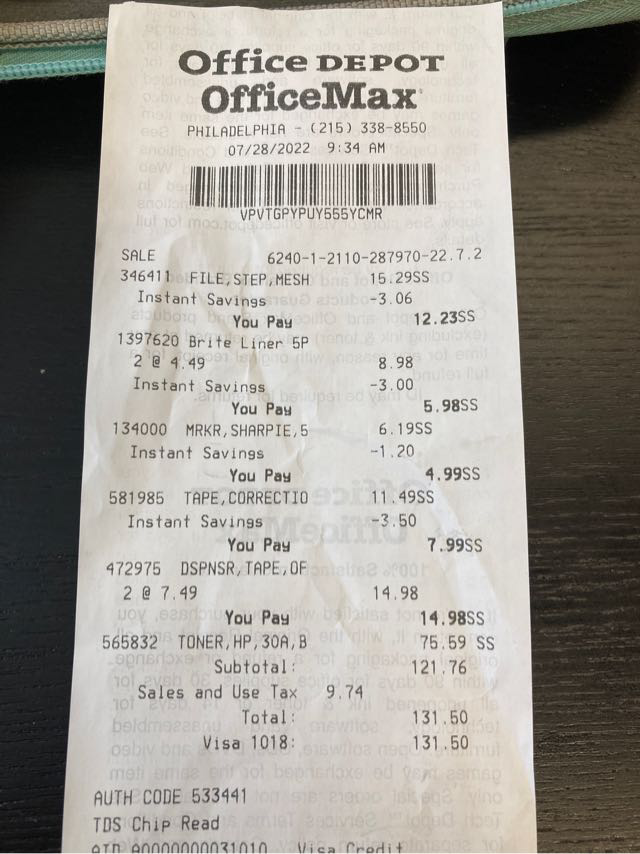 Office DEPOT
OfficeMax
PHILADELPHIA - (215) 338-8550
07/28/2022 9:34 AM
VPVTGPYPUY555YCMR
SALE 6240-1-2110-287970-22.7.2
346411 FILE,STEP,MESH 15.29SS
Instant Savings -3.06
You Pay 12.23SS
1397620 Brite Liner 5P
2 @ 4.49 8.98
Instant Savings -3.00
You Pay 5.98SS
134000 MRKR,SHARPIE,5 6.19SS
Instant Savings -1.20
You Pay 4.99SS
581985 TAPE,CORRECTIO 11.49SS
Instant Savings -3.50
You Pay 7.99SS
472975 DSPNSR,TAPE,OF
2 @ 7.49 14.98
You Pay 14.98SS
565832 TONER,HP,30A,B 75.59 SS
Subtotal: 121.76
Sales and Use Tax 9.74
Total: 131.50
Visa 1018: 131.50
AUTH CODE 533441
TDS Chip Read
AID A0000000031010 Visa Credit